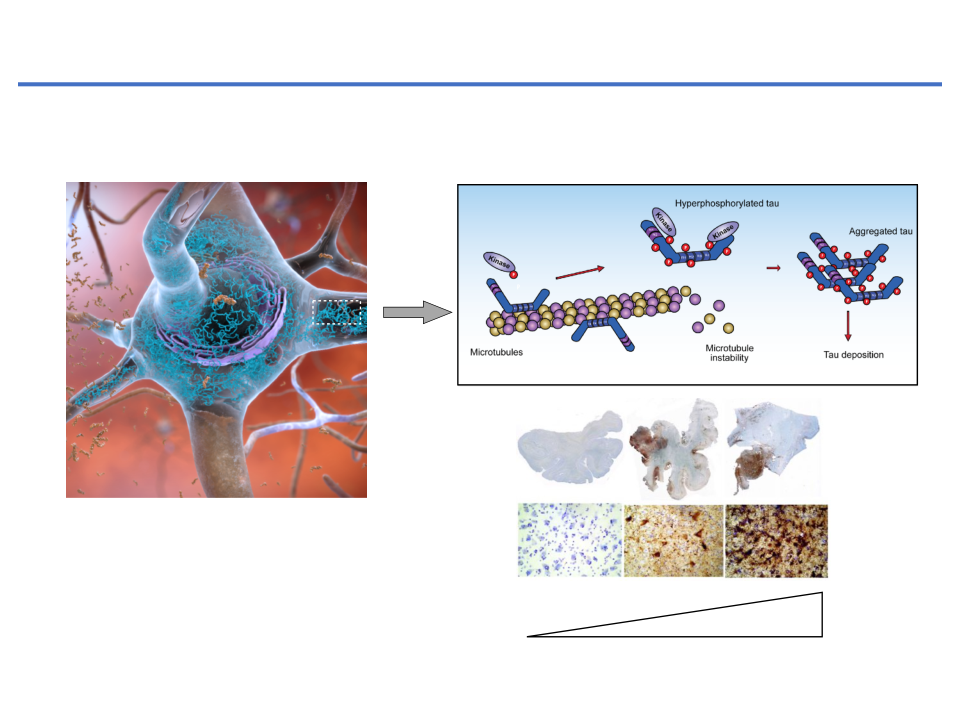 Hyperphosphorylated tau
Kinase
Kinase
Aggregated tau
Kinase
P
P
P
P
P
P
Microtubules
Microtubule
instability
Tau deposition